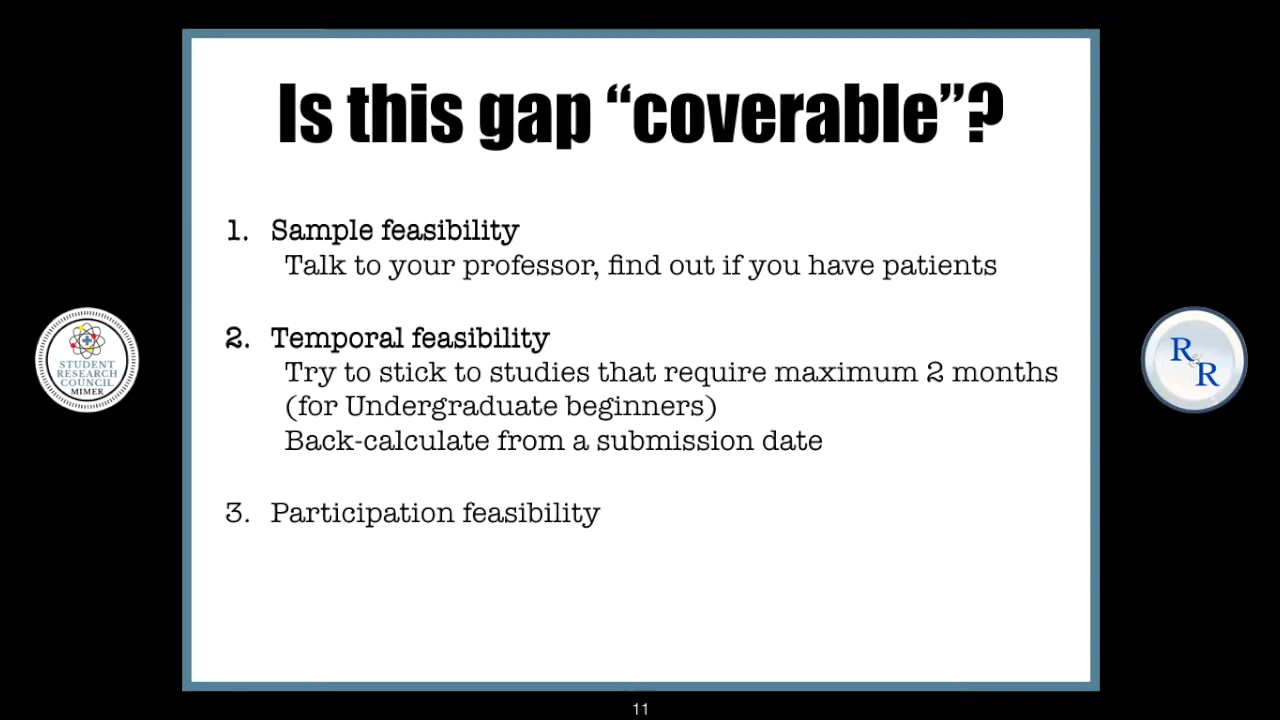 Is this gap “coverable”?
1. Sample feasibility
Talk to your professor, find out if you have patients
2. Temporal feasibility
Try to stick to studies that require maximum 2 months
(for Undergraduate beginners)
Back-calculate from a submission date
3. Participation feasibility
STUDENT
RESEARCH
COUNCIL
MIMER
R
&
R
11